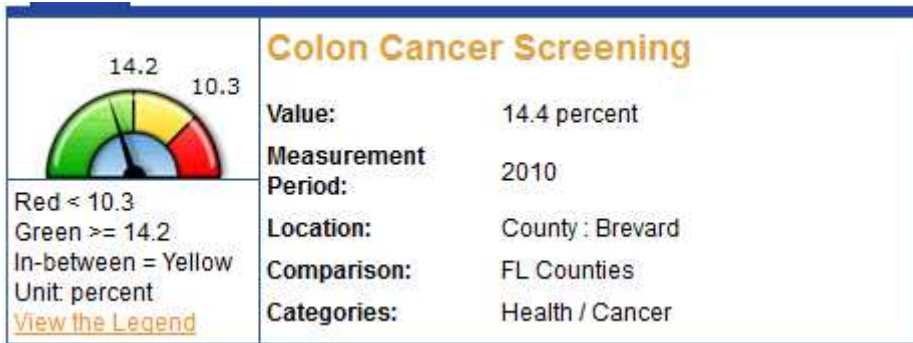 14.2
10.3
Red < 10.3
Green >= 14.2
In-between = Yellow
Unit: percent
View the Legend
Colon Cancer Screening
Value: 14.4 percent
Measurement
Period: 2010
Location: County : Brevard
Comparison: FL Counties
Categories: Health / Cancer